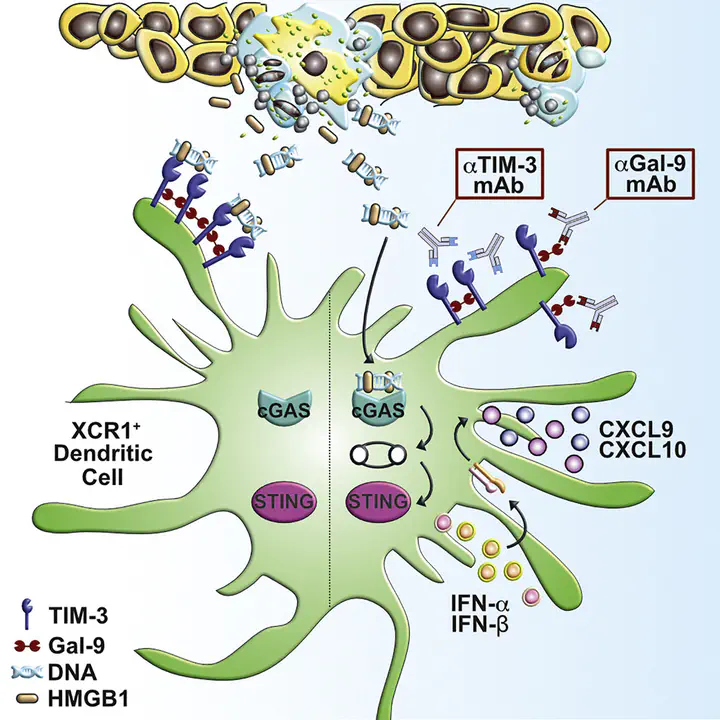 αTIM-3
mAb
αGal-9
mAb
cGAS
cGAS
XCR1⁺
Dendritic
Cell
CXCL9
CXCL10
STING
STING
IFN-α
IFN-β
TIM-3
Gal-9
DNA
HMGB1